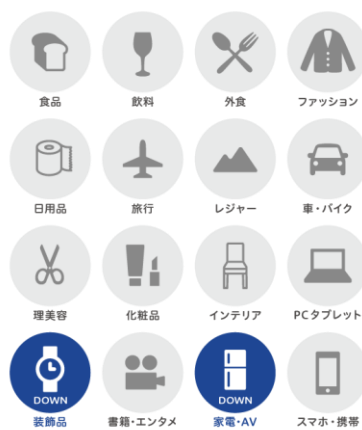 食品 飲料 外食 ファッション
日用品 旅行 レジャー 車・バイク
理美容 化粧品 インテリア PCタブレット
DOWN DOWN
装飾品 書籍・エンタメ 家電・AV スマホ・携帯